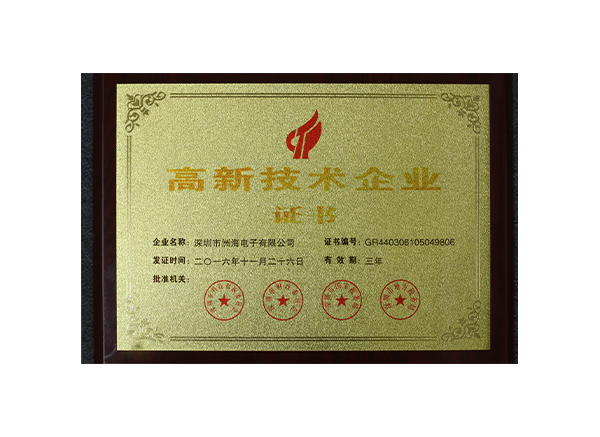 高新技术企业
证书
企业名称：深圳市洲海电子有限公司 证书编号：GR440306105049806
发证时间：二〇一六年十一月二十六日 有 效 期：三年
批准机关：